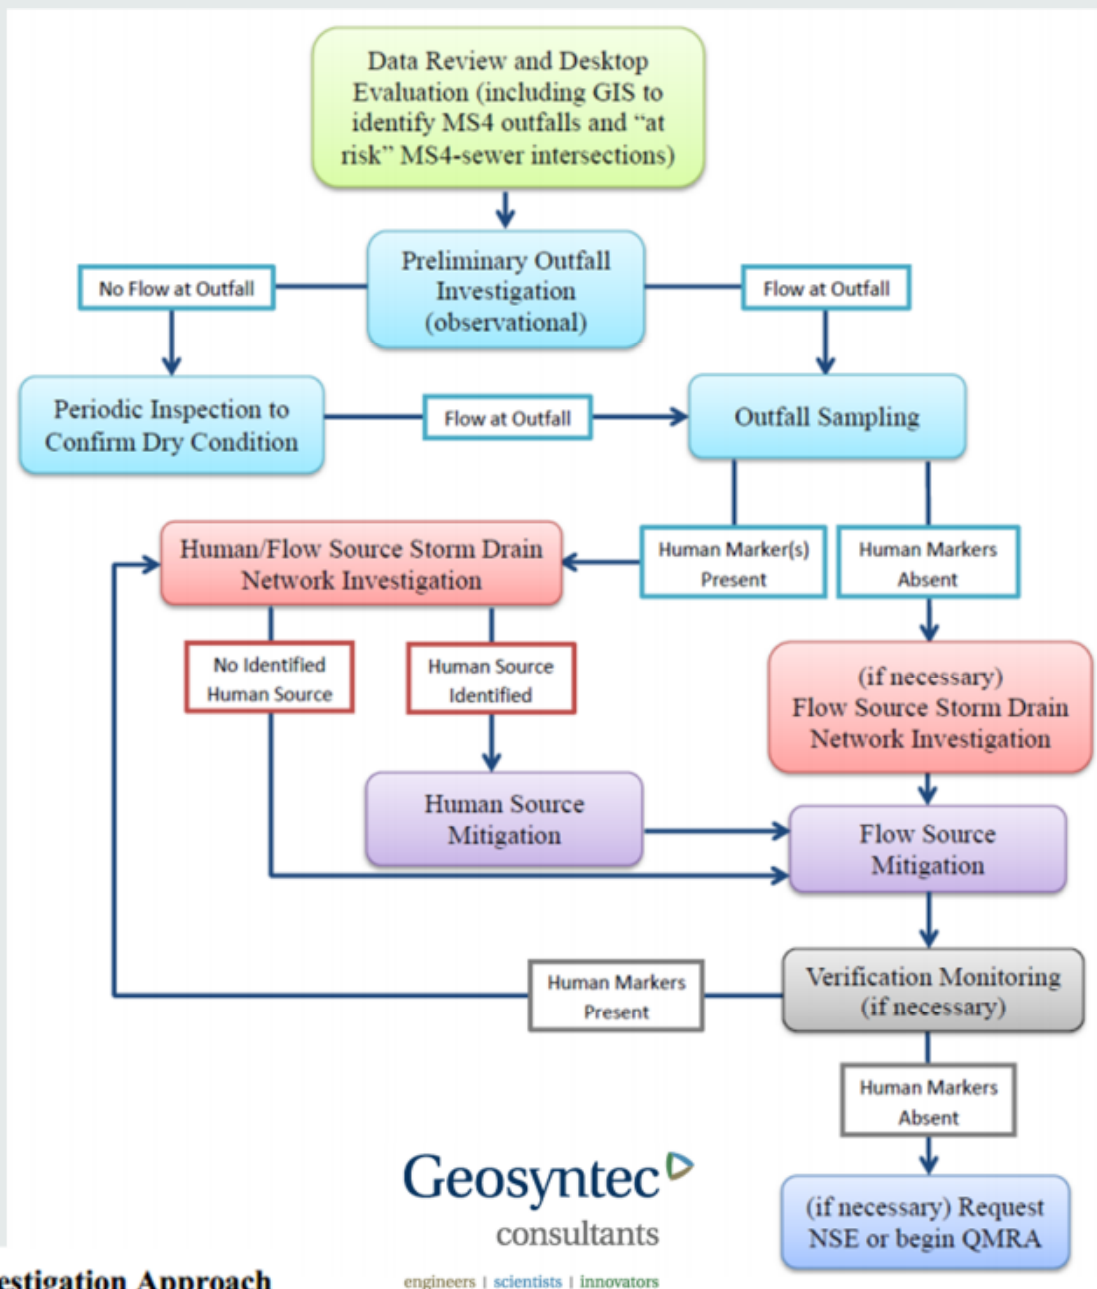 Data Review and Desktop
Evaluation (including GIS to
identify MS4 outfalls and “at
risk” MS4-sewer intersections)
Preliminary Outfall
Investigation
(observational)
No Flow at Outfall
Flow at Outfall
Periodic Inspection to
Confirm Dry Condition
Flow at Outfall
Outfall Sampling
Human/Flow Source Storm Drain
Network Investigation
Human Marker(s)
Present
Human Markers
Absent
No Identified
Human Source
Human Source
Identified
(if necessary)
Flow Source Storm Drain
Network Investigation
Human Source
Mitigation
Flow Source
Mitigation
Human Markers
Present
Verification Monitoring
(if necessary)
Human Markers
Absent
(if necessary) Request
NSE or begin QMRA
Geosyntec
consultants
engineers | scientists | innovators
estigation Approach